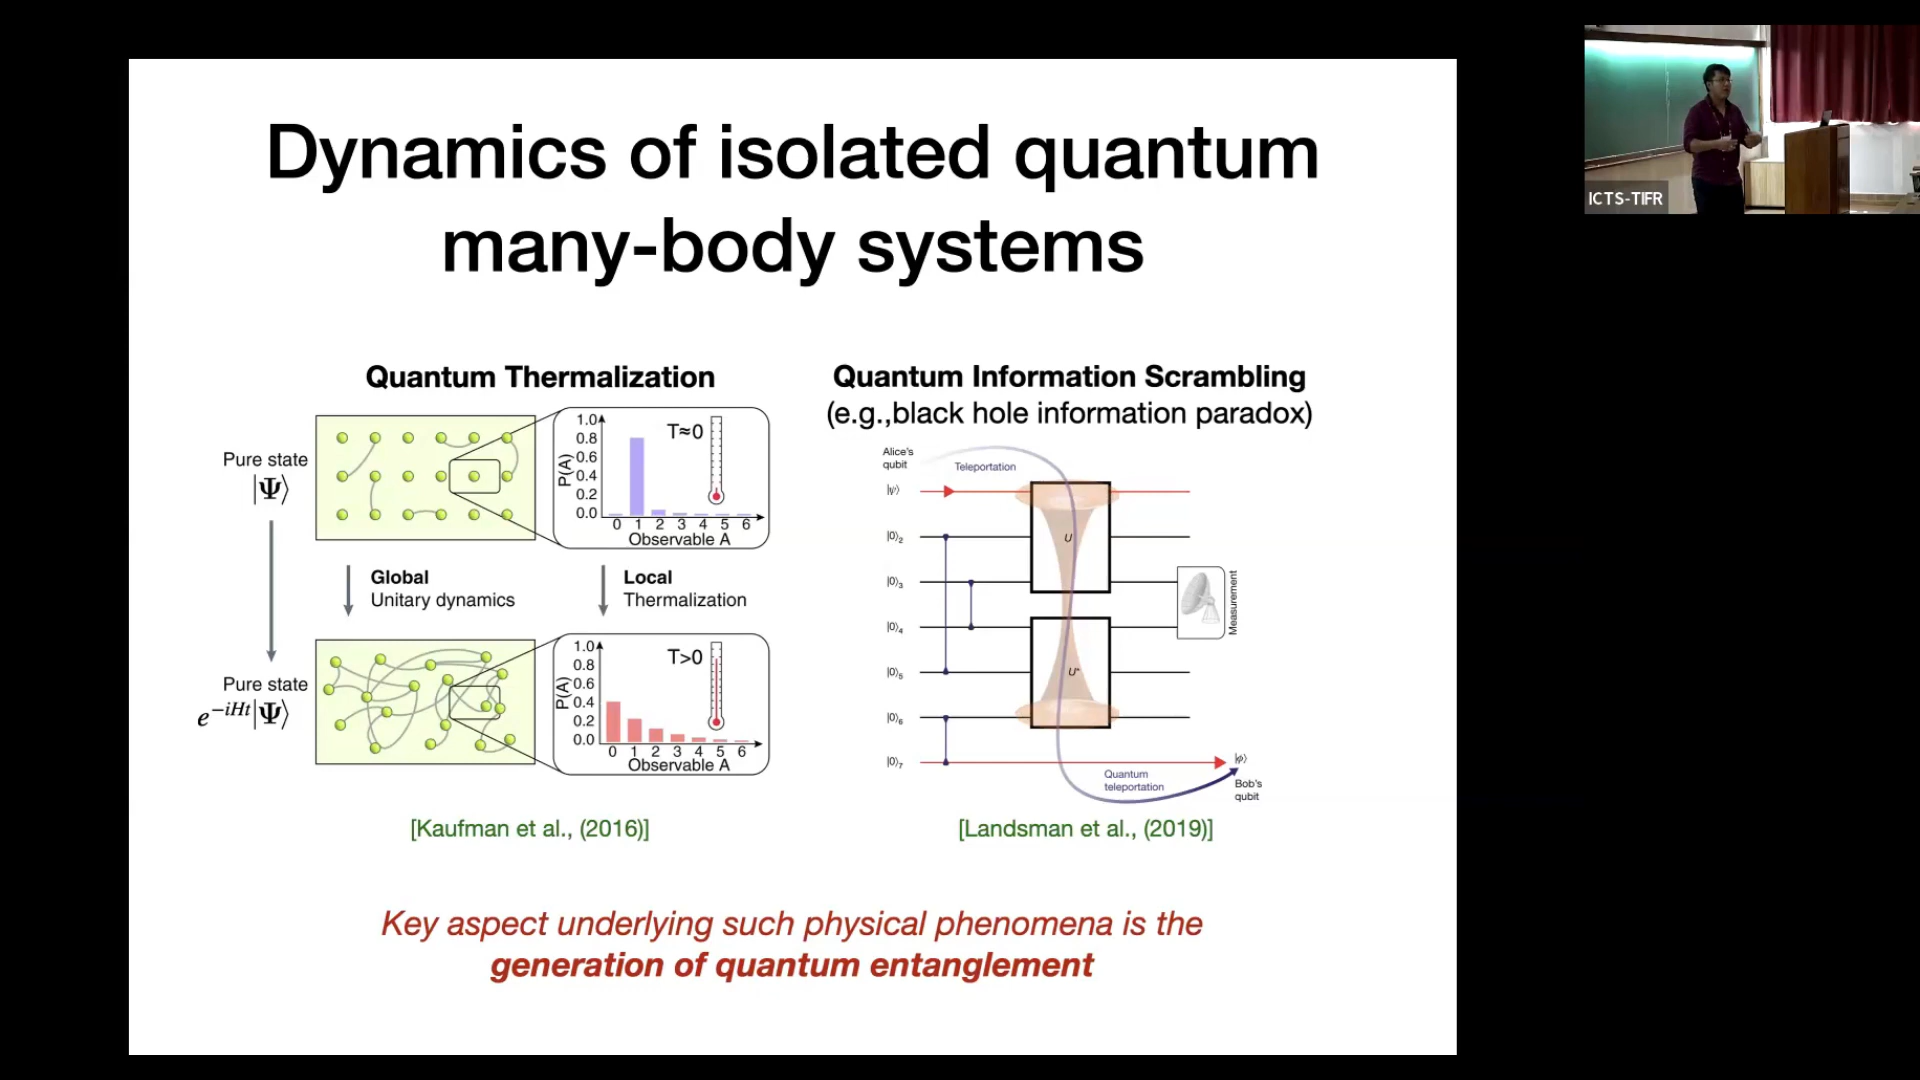 Dynamics of isolated quantum
many-body systems
Quantum Thermalization
Pure state
|Ψ⟩
1.0
0.8
0.6
0.4
0.2
0.0
P(A)
T≈0
0 1 2 3 4 5 6
Observable A
Global
Unitary dynamics
Local
Thermalization
Pure state
e^{-iHt}|Ψ⟩
1.0
0.8
0.6
0.4
0.2
0.0
P(A)
T>0
0 1 2 3 4 5 6
Observable A
[Kaufman et al., (2016)]
Quantum Information Scrambling
(e.g.,black hole information paradox)
Alice's
qubit
Teleportation
|ψ⟩
|0⟩₂
|0⟩₃
|0⟩₄
|0⟩₅
|0⟩₆
|0⟩₇
U
U*
Measurement
Quantum
teleportation
|φ⟩
Bob's
qubit
[Landsman et al., (2019)]
Key aspect underlying such physical phenomena is the
generation of quantum entanglement
ICTS-TIFR